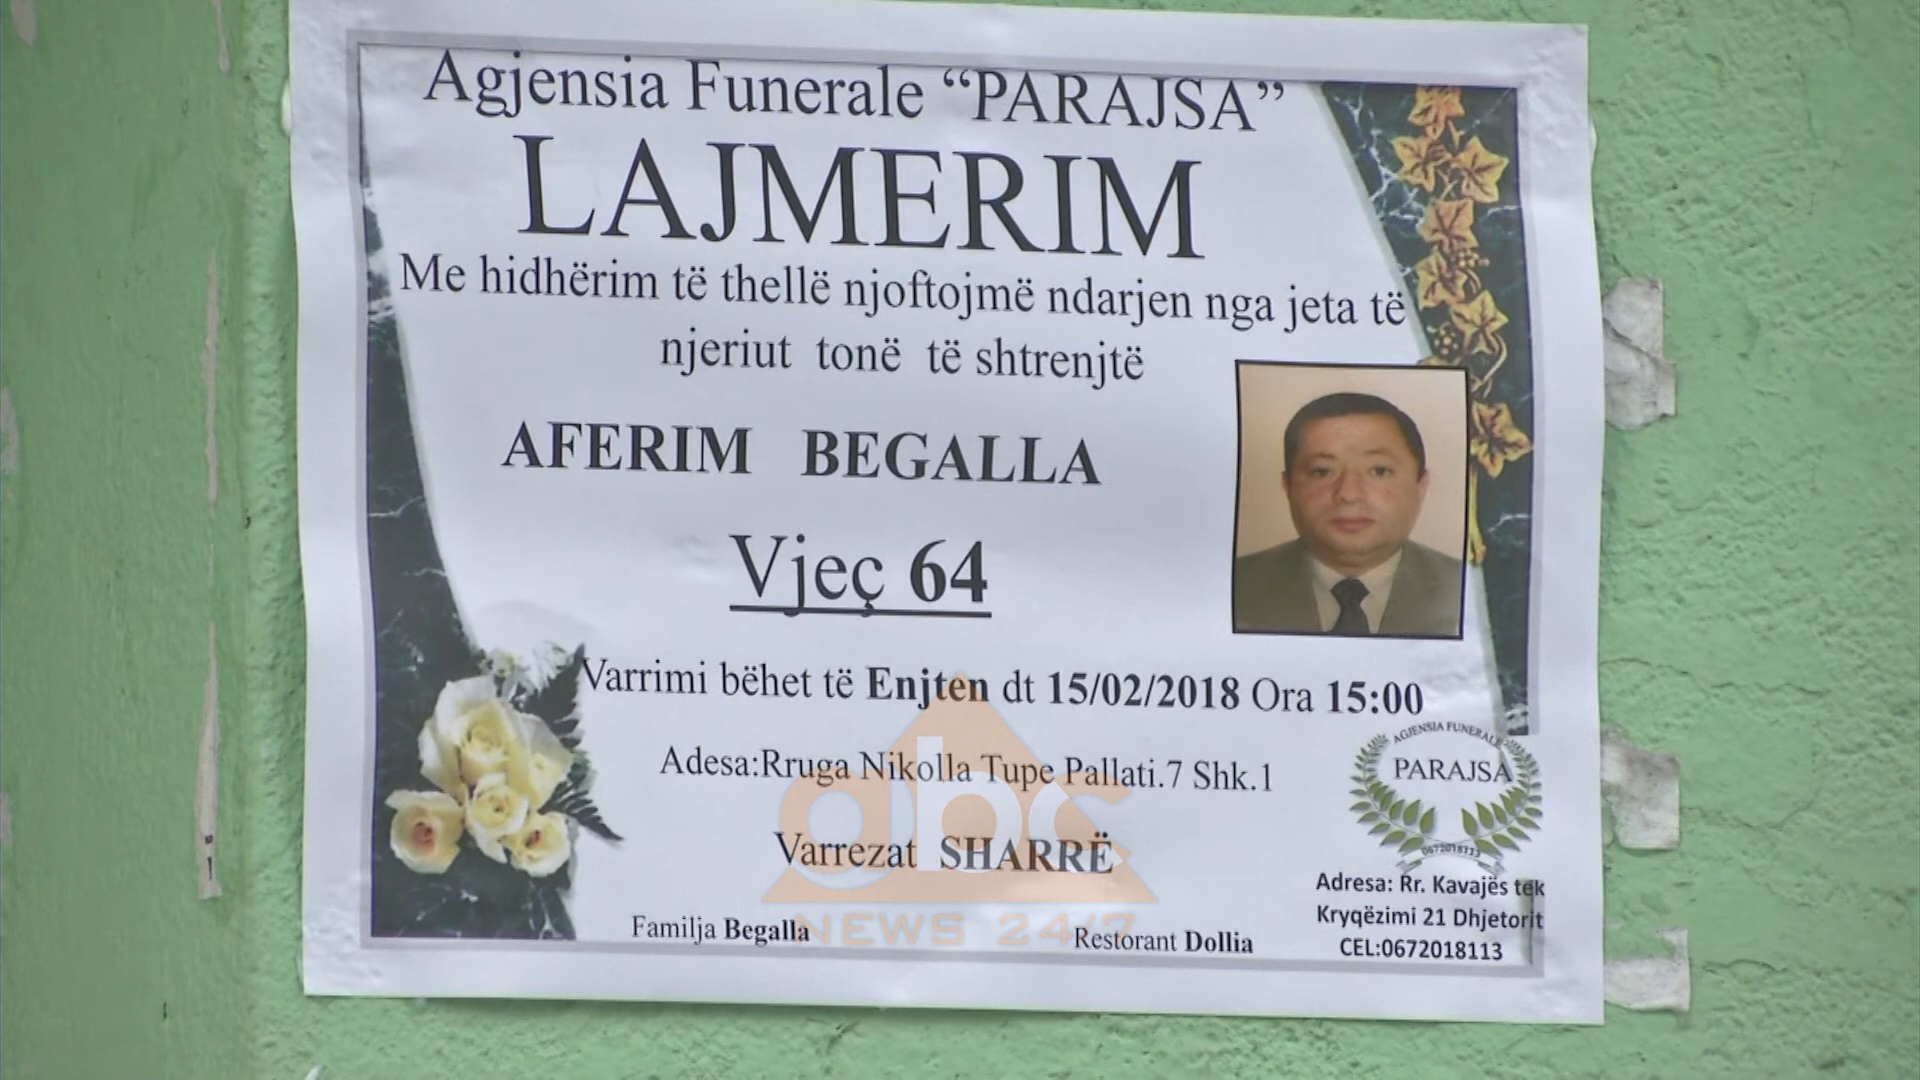 Agjensia Funerale “PARAJSA”
LAJMERIM
Me hidhërim të thellë njoftojmë ndarjen nga jeta të
njeriut tonë të shtrenjtë
AFERIM BEGALLA
Vjeç 64
Varrimi bëhet të Enjten dt 15/02/2018 Ora 15:00
Adesa:Rruga Nikolla Tupe Pallati.7 Shk.1
Varrezat SHARRË
Familja Begalla
Restorant Dollia
AGJENSIA FUNERALE
PARAJSA
0672018113
Adresa: Rr. Kavajës tek
Kryqëzimi 21 Dhjetorit
CEL:0672018113
abc
NEWS 24/7